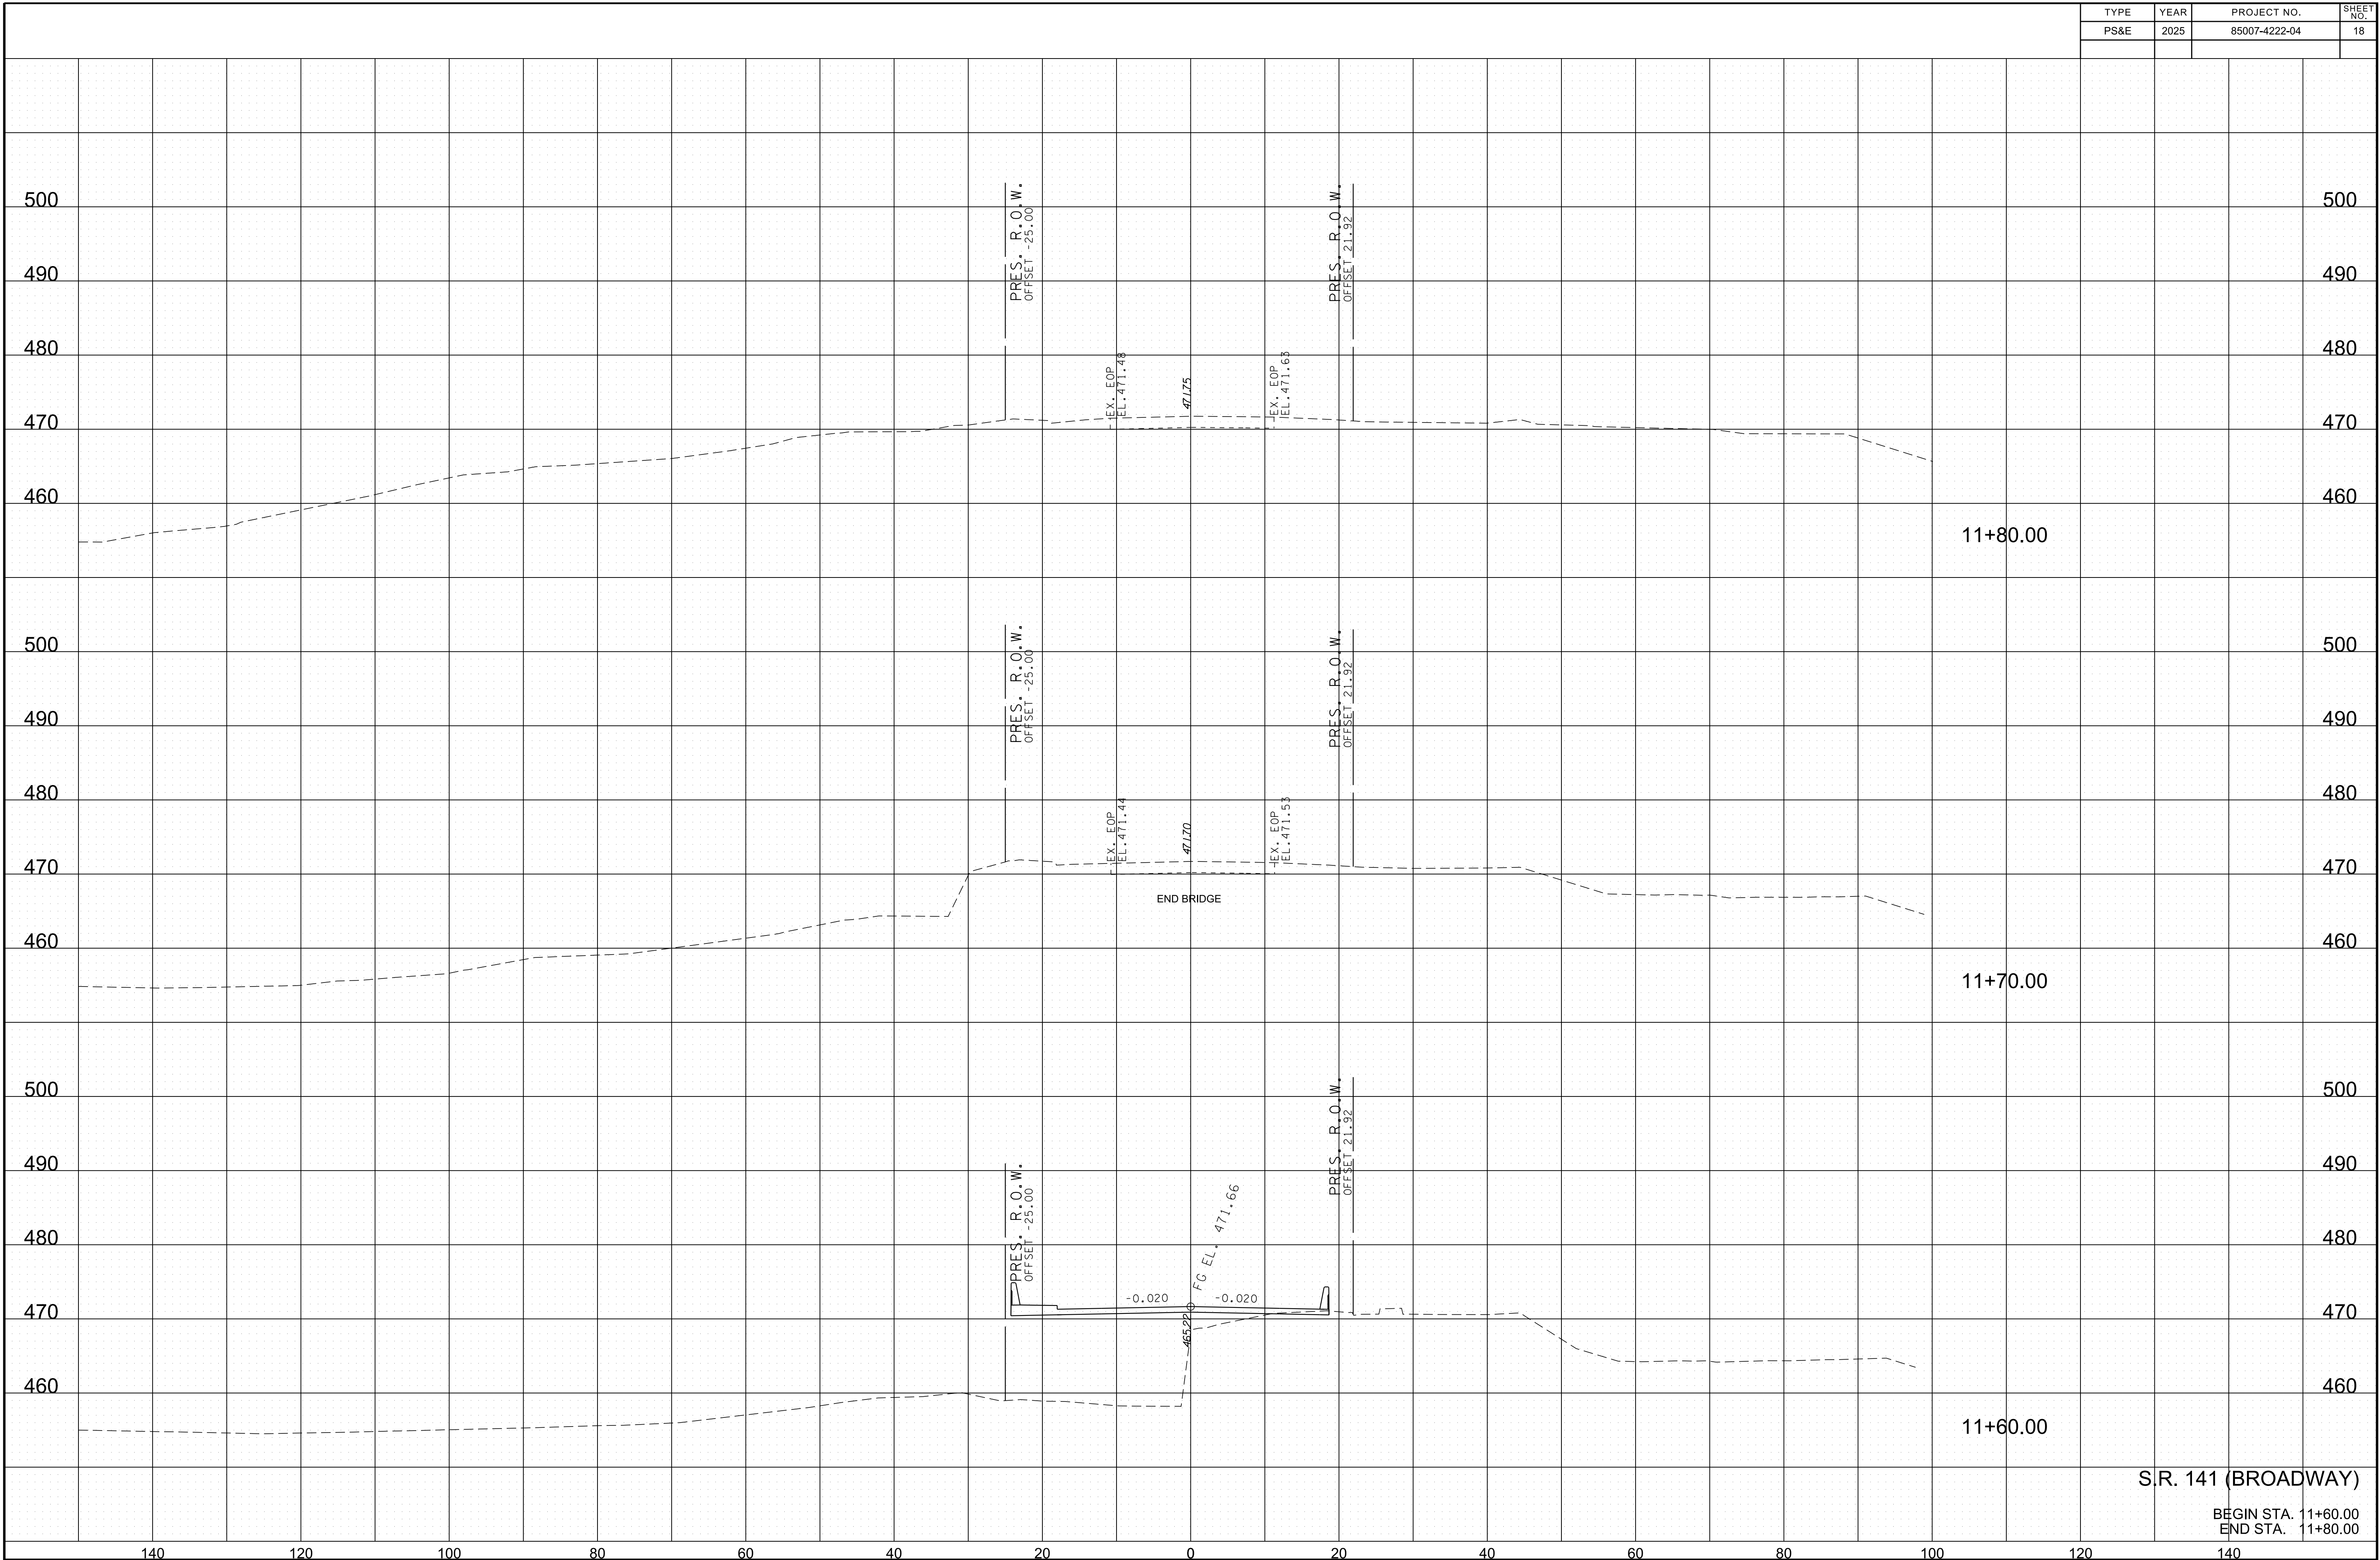 TYPE YEAR PROJECT NO. SHEET NO.
PS&E 2025 85007-4222-04 18
500 500
490 490
480 480
470 470
460 460
PRES. R.O.W.
OFFSET -25.00
EX. EOP
EL.471.48
471.75
EX. EOP
EL.471.63
PRES. R.O.W.
OFFSET 21.92
11+80.00
500 500
490 490
480 480
470 470
460 460
PRES. R.O.W.
OFFSET -25.00
EX. EOP
EL.471.44
471.70
EX. EOP
EL.471.53
PRES. R.O.W.
OFFSET 21.92
END BRIDGE
11+70.00
500 500
490 490
480 480
470 470
460 460
PRES. R.O.W.
OFFSET -25.00
-0.020
FG EL. 471.66
-0.020
465.22
PRES. R.O.W.
OFFSET 21.92
11+60.00
S.R. 141 (BROADWAY)
BEGIN STA. 11+60.00
END STA. 11+80.00
140 120 100 80 60 40 20 0 20 40 60 80 100 120 140